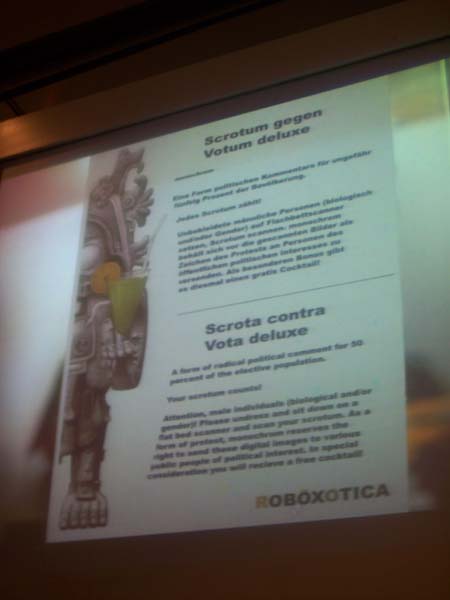 Scrotum gegen
Votum deluxe
monochrom
Eine Form politischen Kommentars für ungefähr
fünfzig Prozent der Bevölkerung.
Jedes Scrotum zählt!
Unbekleidete männliche Personen (biologisch
und/oder Gender) auf Flachbettscanner
setzen, Scrotum scannen. monochrom
behält sich vor die gescannten Bilder als
Zeichen des Protests an Personen des
öffentlichen politischen Interesses zu
versenden. Als besonderen Bonus gibt
es diesmal einen gratis Cocktail!
Scrota contra
Vota deluxe
A form of radical political comment for 50
percent of the elective population.
Your scrotum counts!
Attention, male individuals (biological and/or
gender)! Please undress and sit down on a
flat bed scanner and scan your scrotum. As a
form of protest, monochrom reserves the
right to send these digital images to various
public people of political interest. In special
consideration you will recieve a free cocktail!
ROBOXOTICA